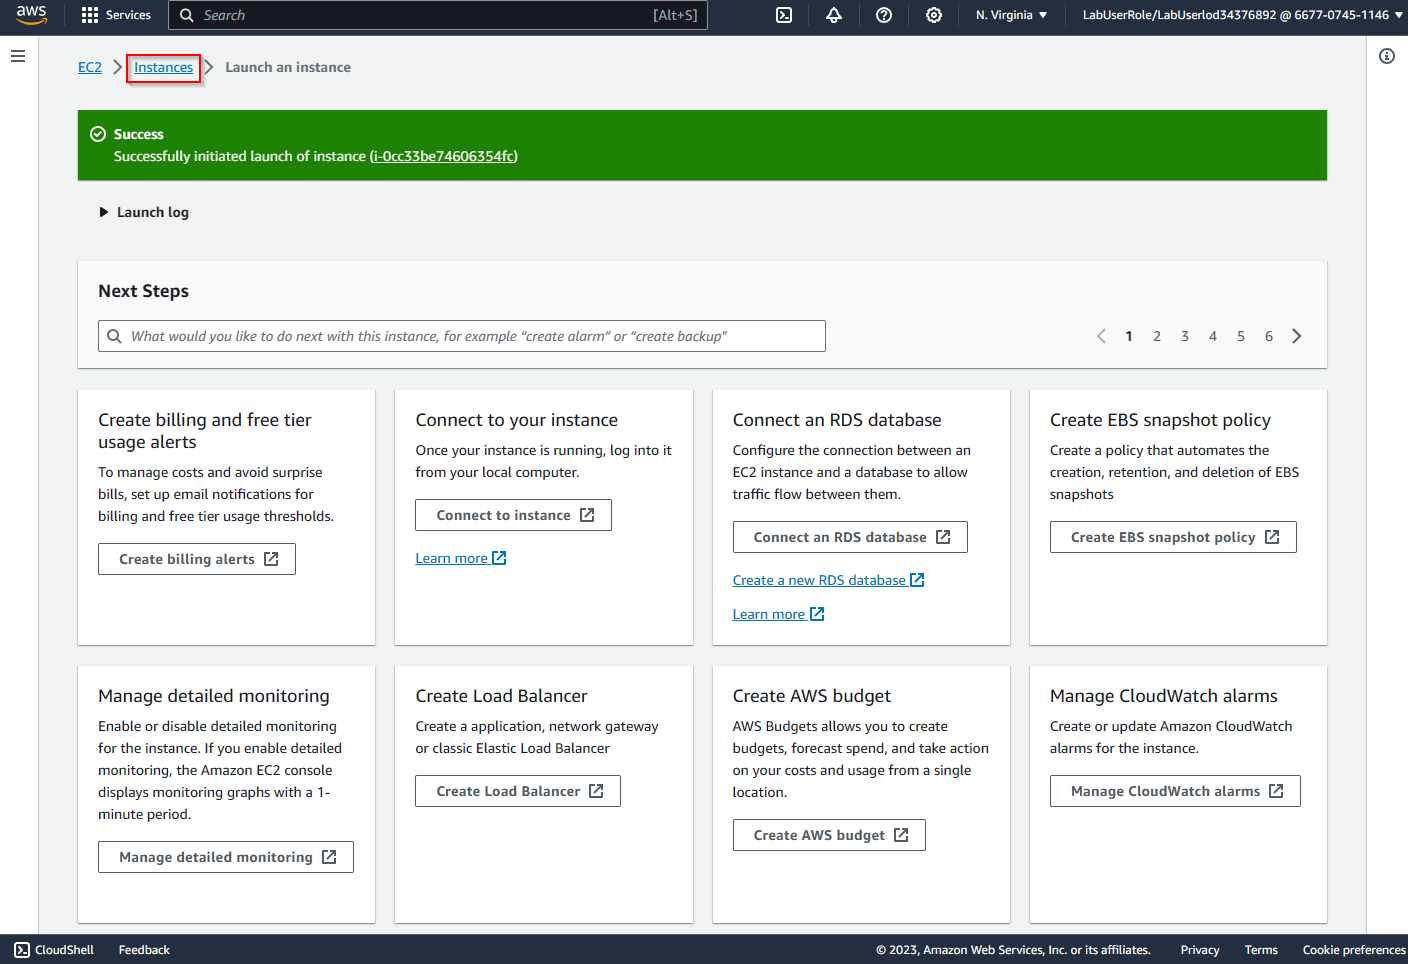 aws
Services
Search
[Alt+S]
N. Virginia
LabUserRole/LabUserlod34376892 @ 6677-0745-1146
EC2
Instances
Launch an instance
Success
Successfully initiated launch of instance (i-0cc33be74606354fc)
Launch log
Next Steps
What would you like to do next with this instance, for example “create alarm” or “create backup”
1 2 3 4 5 6
Create billing and free tier
usage alerts
To manage costs and avoid surprise
bills, set up email notifications for
billing and free tier usage thresholds.
Create billing alerts
Connect to your instance
Once your instance is running, log into it
from your local computer.
Connect to instance
Learn more
Connect an RDS database
Configure the connection between an
EC2 instance and a database to allow
traffic flow between them.
Connect an RDS database
Create a new RDS database
Learn more
Create EBS snapshot policy
Create a policy that automates the
creation, retention, and deletion of EBS
snapshots
Create EBS snapshot policy
Manage detailed monitoring
Enable or disable detailed monitoring
for the instance. If you enable detailed
monitoring, the Amazon EC2 console
displays monitoring graphs with a 1-
minute period.
Manage detailed monitoring
Create Load Balancer
Create a application, network gateway
or classic Elastic Load Balancer
Create Load Balancer
Create AWS budget
AWS Budgets allows you to create
budgets, forecast spend, and take action
on your costs and usage from a single
location.
Create AWS budget
Manage CloudWatch alarms
Create or update Amazon CloudWatch
alarms for the instance.
Manage CloudWatch alarms
CloudShell
Feedback
© 2023, Amazon Web Services, Inc. or its affiliates.
Privacy
Terms
Cookie preferences